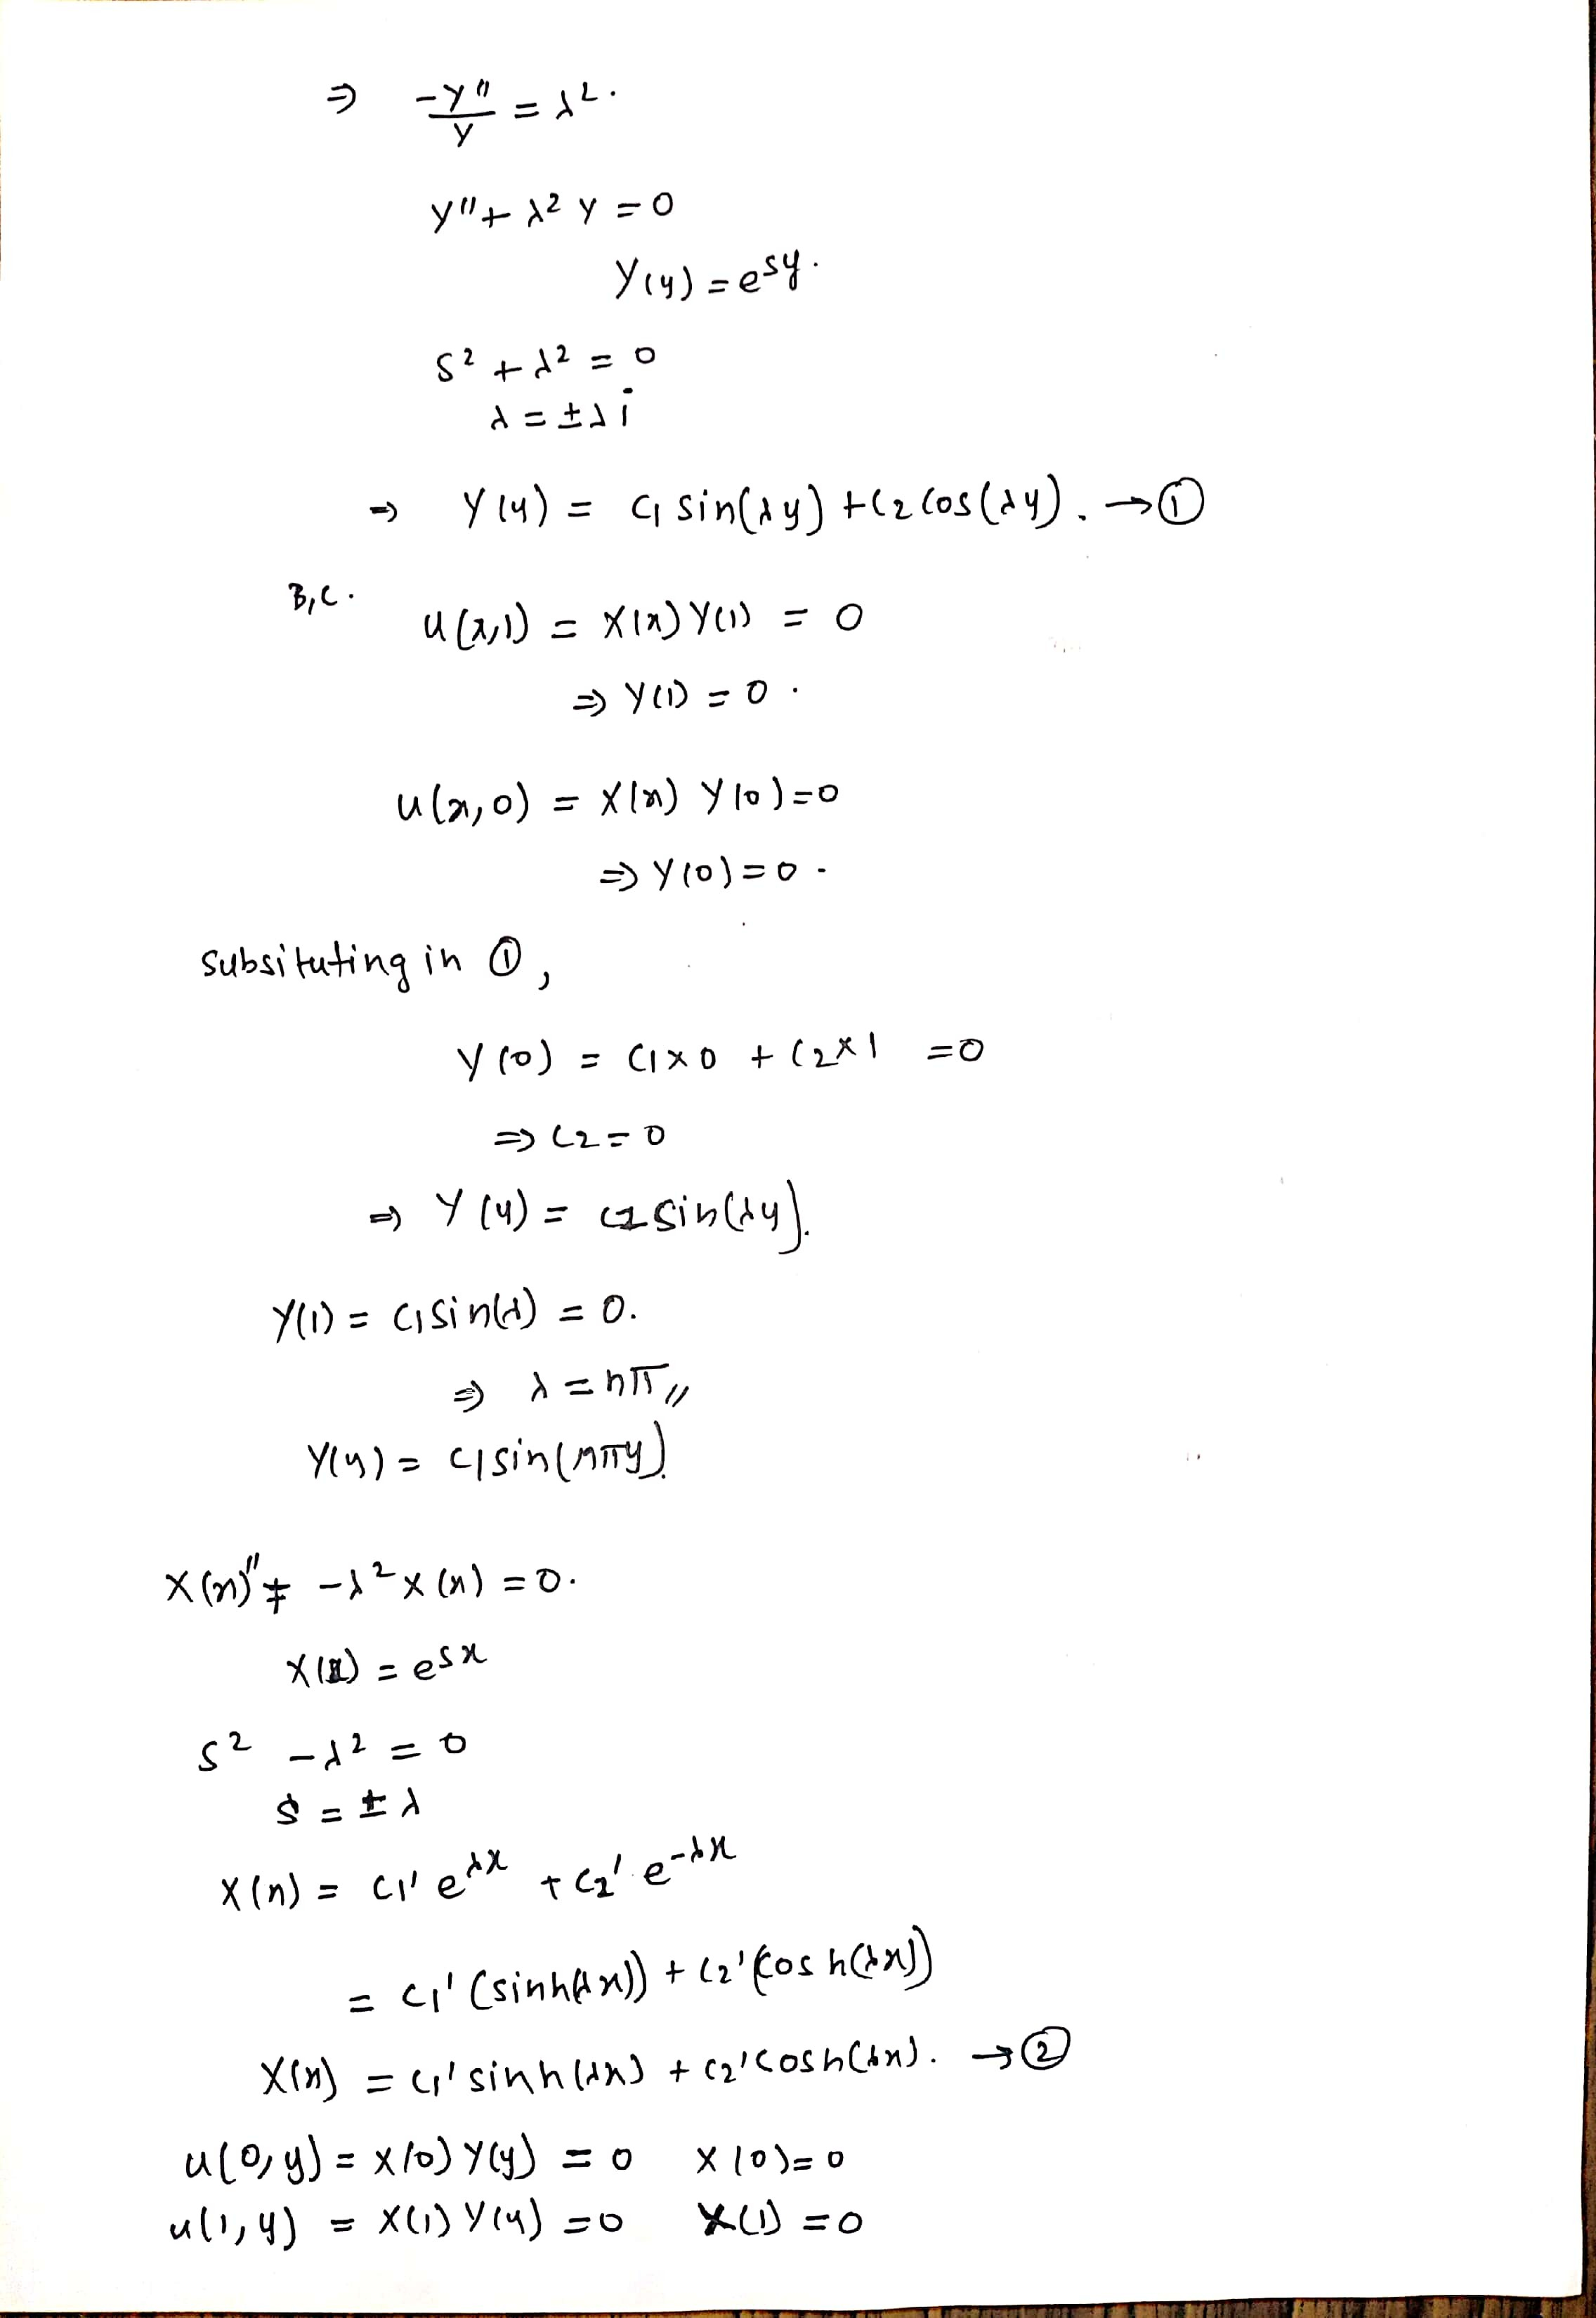 ⇒ -Y''/Y = λ².
Y'' + λ² Y = 0
Y(y) = e^sy.
S² + λ² = 0
λ = ±λi
⇒ Y(y) = C1 sin(λy) + C2 cos(λy). → ①
B,C.
u(x,1) = X(x) Y(1) = 0
⇒ Y(1) = 0.
u(x,0) = X(x) Y(0) = 0
⇒ Y(0) = 0.
subsituting in ①,
Y(0) = C1×0 + C2×1 = 0
⇒ C2 = 0
⇒ Y(y) = C1 sin(λy).
Y(1) = C1 sin(λ) = 0.
⇒ λ = nπ //
Y(y) = C1 sin(nπy).
X(x)'' = -λ² X(x) = 0.
X(x) = e^sx
S² - λ² = 0
S = ±λ
X(x) = C1' e^λx + C2' e^-λx
= C1' (sinh(λx)) + C2' (cosh(λx))
X(x) = C1' sinh(λx) + C2' cosh(λx). → ②
u(0,y) = X(0) Y(y) = 0 X(0) = 0
u(1,y) = X(1) Y(y) = 0 X(1) = 0